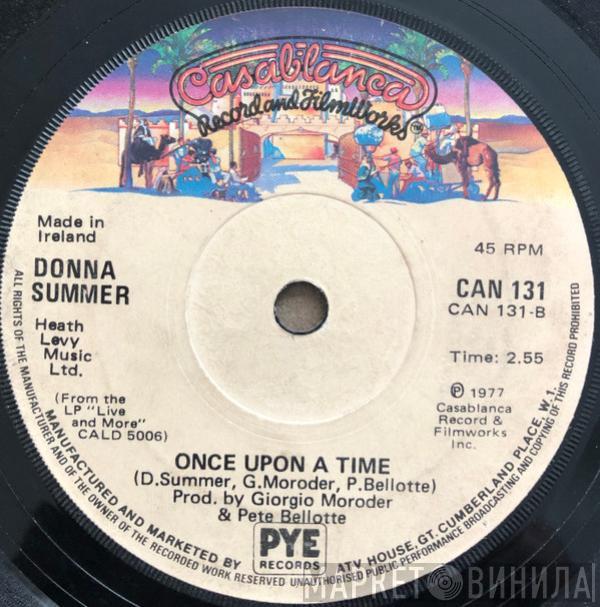 Casablanca
Record and FilmWorks
Made in
Ireland
45 RPM
DONNA
SUMMER
CAN 131
CAN 131-B
Heath
Levy
Music
Ltd.
Time: 2.55
(From the
LP "Live
and More"
CALD 5006)
Ⓟ 1977
Casablanca
Record &
Filmworks
Inc.
ONCE UPON A TIME
(D.Summer, G.Moroder, P.Bellotte)
Prod. by Giorgio Moroder
& Pete Bellotte
MANUFACTURED AND MARKETED BY
PYE
RECORDS
ATV HOUSE, GT. CUMBERLAND PLACE, W.1.
ALL RIGHTS OF THE MANUFACTURER AND OF THE OWNER OF THE RECORDED WORK RESERVED UNAUTHORISED PUBLIC PERFORMANCE BROADCASTING AND COPYING OF THIS RECORD PROHIBITED
МАРКЕТ ВИНИЛА!